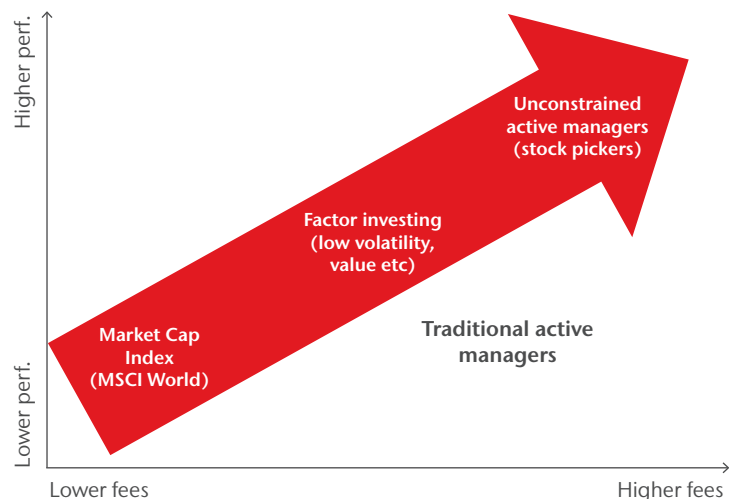 Higher perf.
Unconstrained
active managers
(stock pickers)
Factor investing
(low volatility,
value etc)
Traditional active
managers
Market Cap
Index
(MSCI World)
Lower perf.
Lower fees
Higher fees